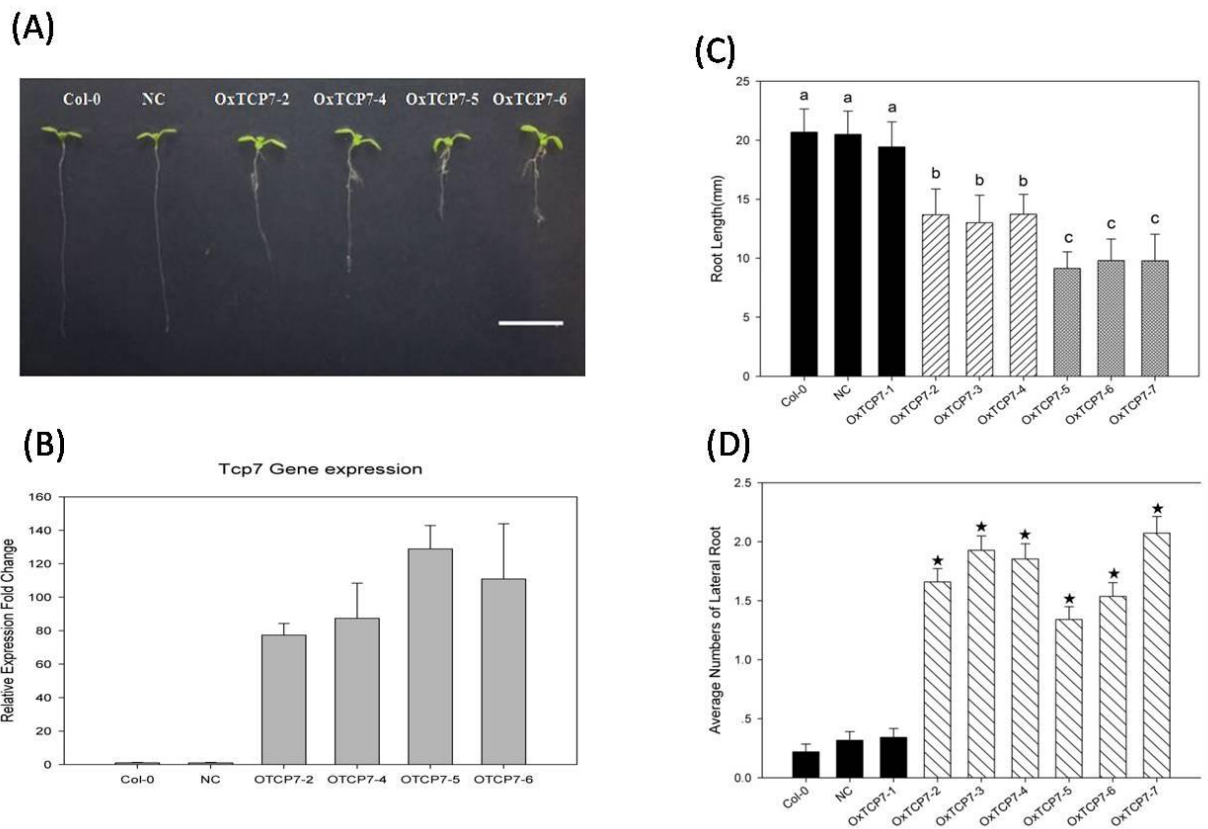 (A)
Col-0 NC OxTCP7-2 OxTCP7-4 OxTCP7-5 OxTCP7-6
(B)
Tcp7 Gene expression
Relative Expression Fold Change
160
140
120
100
80
60
40
20
0
Col-0 NC OTCP7-2 OTCP7-4 OTCP7-5 OTCP7-6
(C)
Root Length(mm)
25
20
15
10
5
0
a a a b b b c c c
Col-0 NC OxTCP7-1 OxTCP7-2 OxTCP7-3 OxTCP7-4 OxTCP7-5 OxTCP7-6 OxTCP7-7
(D)
Average Numbers of Lateral Root
2.5
2.0
1.5
1.0
.5
0.0
★ ★ ★ ★ ★ ★
Col-0 NC OxTCP7-1 OxTCP7-2 OxTCP7-3 OxTCP7-4 OxTCP7-5 OxTCP7-6 OxTCP7-7